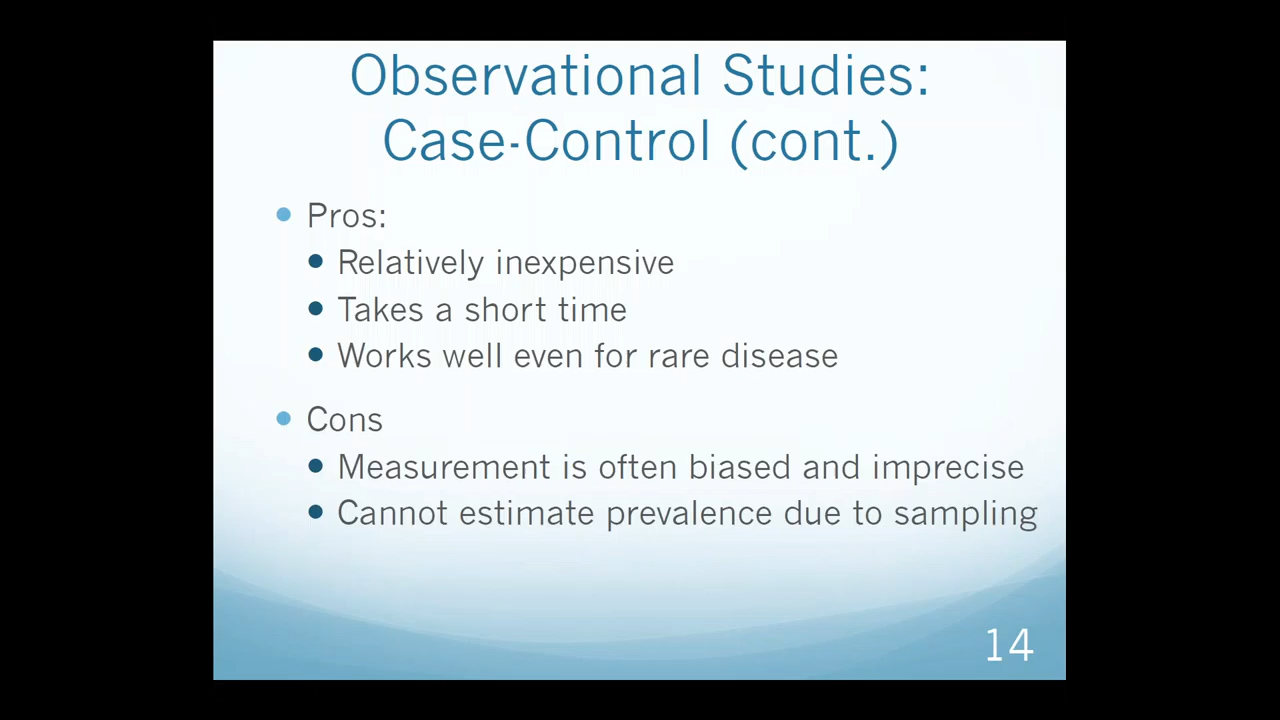 Observational Studies:
Case-Control (cont.)
Pros:
Relatively inexpensive
Takes a short time
Works well even for rare disease
Cons
Measurement is often biased and imprecise
Cannot estimate prevalence due to sampling
14